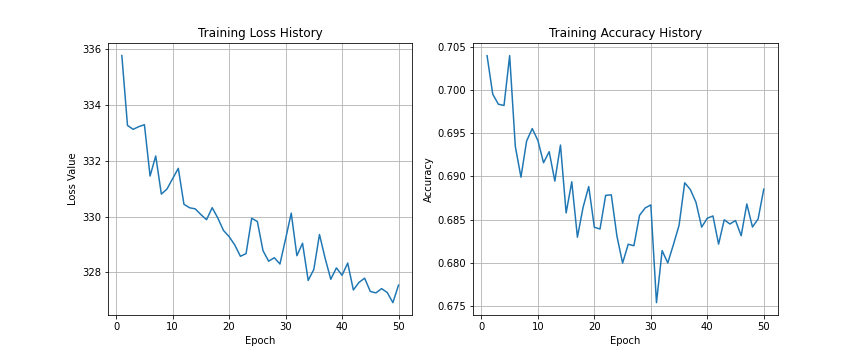 Training Loss History
336
334
332
330
328
Loss Value
0 10 20 30 40 50
Epoch
Training Accuracy History
0.705
0.700
0.695
0.690
0.685
0.680
0.675
Accuracy
0 10 20 30 40 50
Epoch